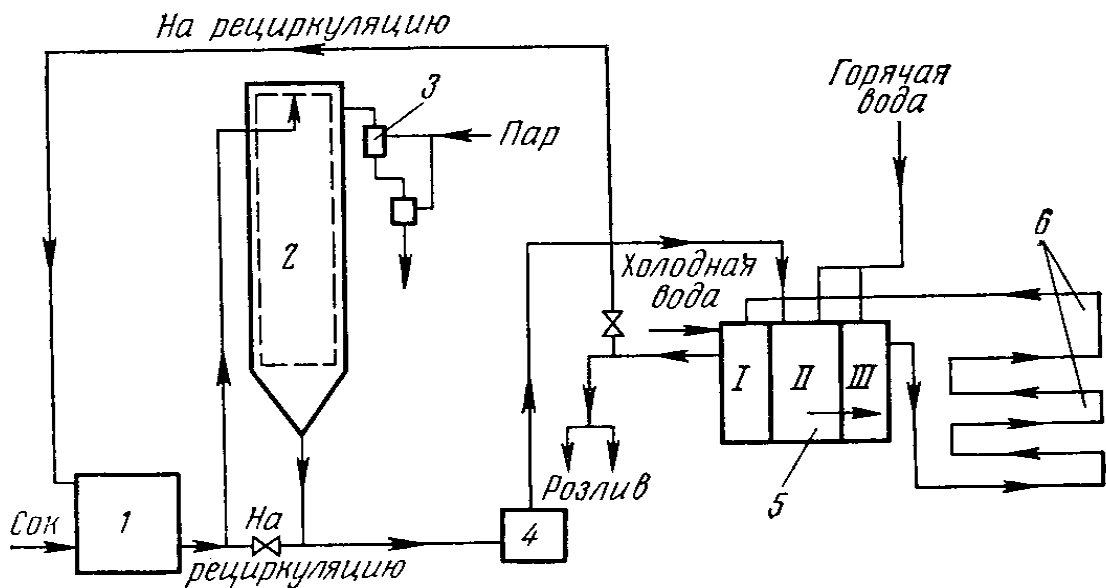 На рециркуляцию
Горячая
вода
3
Пар
2
6
Холодная
вода
I
II
III
5
Розлив
Сок
1
На
рециркуляцию
4